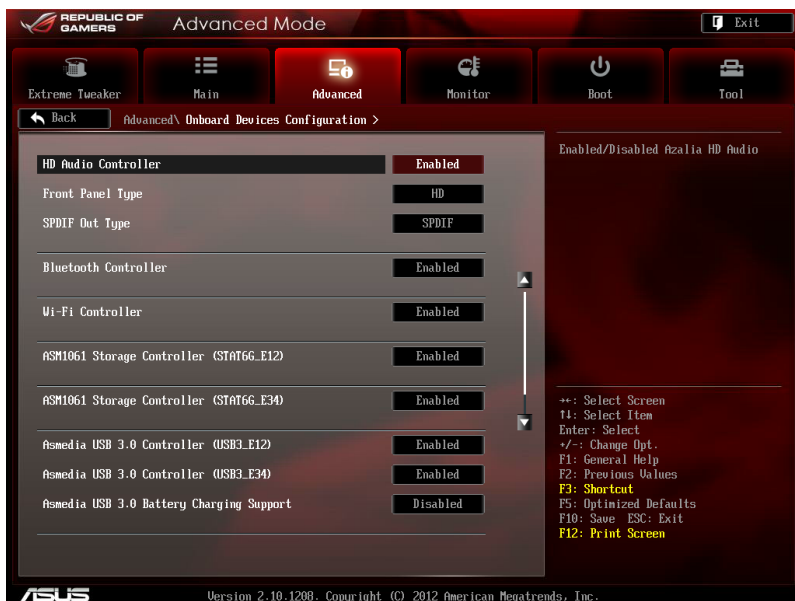 REPUBLIC OF
GAMERS
Advanced Mode
Exit
Extreme Tweaker
Main
Advanced
Monitor
Boot
Tool
Back
Advanced\ Onboard Devices Configuration >
HD Audio Controller Enabled
Front Panel Type HD
SPDIF Out Type SPDIF
Bluetooth Controller Enabled
Wi-Fi Controller Enabled
ASM1061 Storage Controller (STAT6G_E12) Enabled
ASM1061 Storage Controller (STAT6G_E34) Enabled
Asmedia USB 3.0 Controller (USB3_E12) Enabled
Asmedia USB 3.0 Controller (USB3_E34) Enabled
Asmedia USB 3.0 Battery Charging Support Disabled
Enabled/Disabled Azalia HD Audio
→←: Select Screen
↑↓: Select Item
Enter: Select
+/-: Change Opt.
F1: General Help
F2: Previous Values
F3: Shortcut
F5: Optimized Defaults
F10: Save ESC: Exit
F12: Print Screen
ASUS
Version 2.10.1208. Copyright (C) 2012 American Megatrends, Inc.